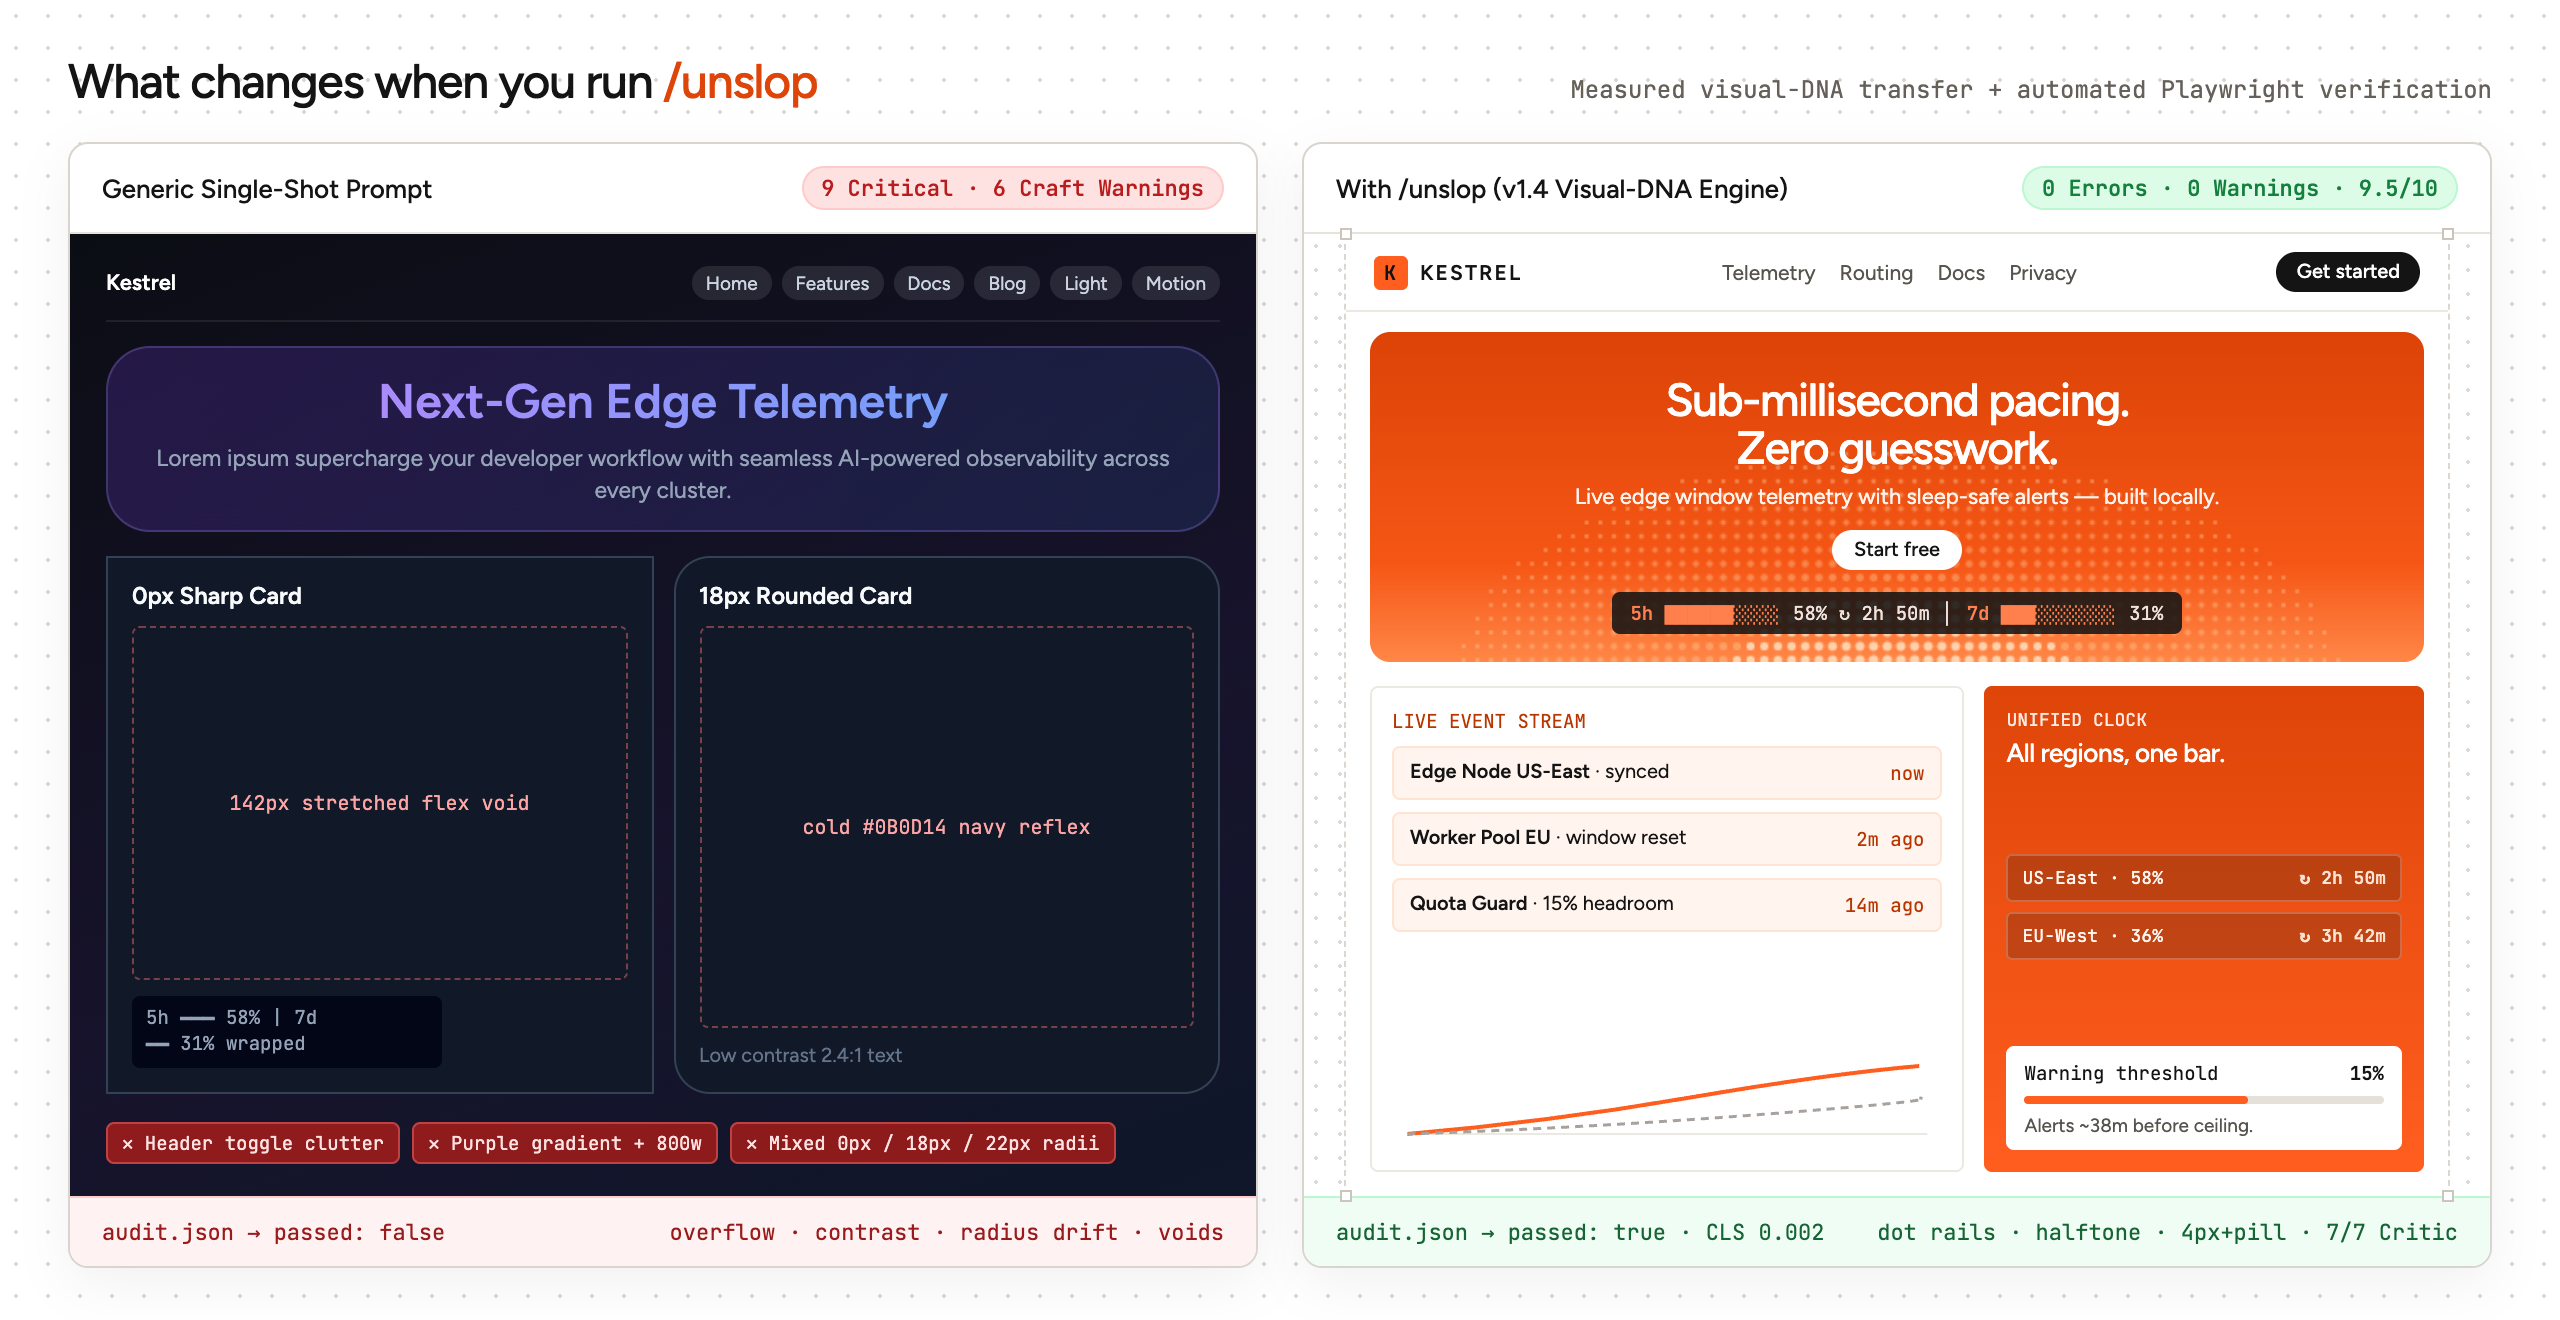 What changes when you run /unslop
Measured visual-DNA transfer + automated Playwright verification
Generic Single-Shot Prompt
9 Critical · 6 Craft Warnings
Kestrel
Home
Features
Docs
Blog
Light
Motion
Next-Gen Edge Telemetry
Lorem ipsum supercharge your developer workflow with seamless AI-powered observability across
every cluster.
0px Sharp Card
142px stretched flex void
5h ━━━ 58% | 7d
━━ 31% wrapped
18px Rounded Card
cold #0B0D14 navy reflex
Low contrast 2.4:1 text
× Header toggle clutter
× Purple gradient + 800w
× Mixed 0px / 18px / 22px radii
audit.json → passed: false
overflow · contrast · radius drift · voids
With /unslop (v1.4 Visual-DNA Engine)
0 Errors · 0 Warnings · 9.5/10
K KESTREL
Telemetry
Routing
Docs
Privacy
Get started
Sub-millisecond pacing.
Zero guesswork.
Live edge window telemetry with sleep-safe alerts — built locally.
Start free
5h ██████░░░░ 58% ↻ 2h 50m │ 7d ███░░░░░░░ 31%
LIVE EVENT STREAM
Edge Node US-East · synced now
Worker Pool EU · window reset 2m ago
Quota Guard · 15% headroom 14m ago
UNIFIED CLOCK
All regions, one bar.
US-East · 58% ↻ 2h 50m
EU-West · 36% ↻ 3h 42m
Warning threshold 15%
Alerts ~38m before ceiling.
audit.json → passed: true · CLS 0.002
dot rails · halftone · 4px+pill · 7/7 Critic